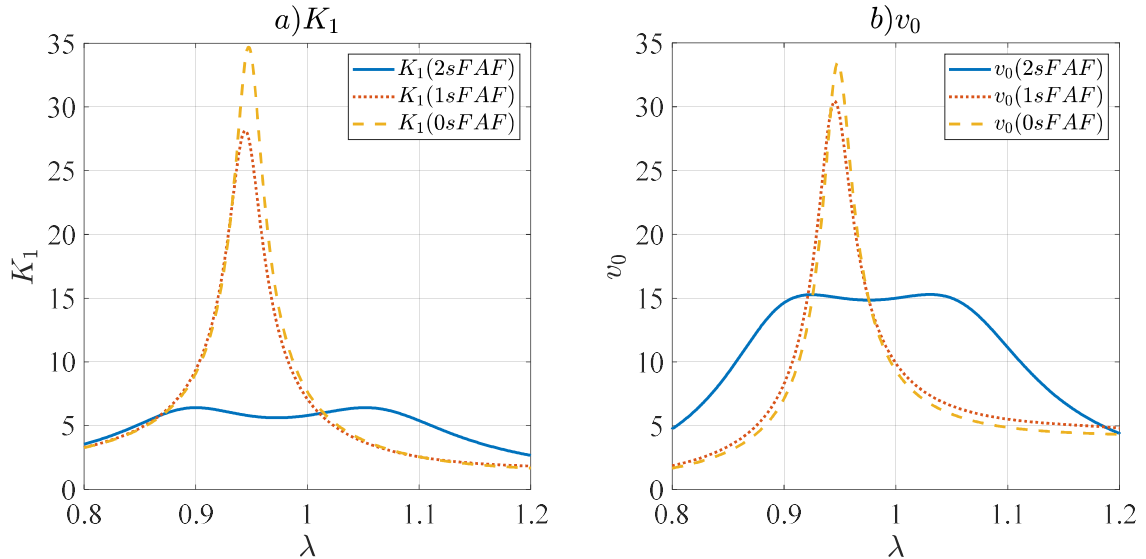 a)K₁
35
30
25
20
15
10
5
0
K₁
K₁(2sFAF)
K₁(1sFAF)
K₁(0sFAF)
0.8 0.9 1 1.1 1.2
λ
b)v₀
35
30
25
20
15
10
5
0
v₀
v₀(2sFAF)
v₀(1sFAF)
v₀(0sFAF)
0.8 0.9 1 1.1 1.2
λ